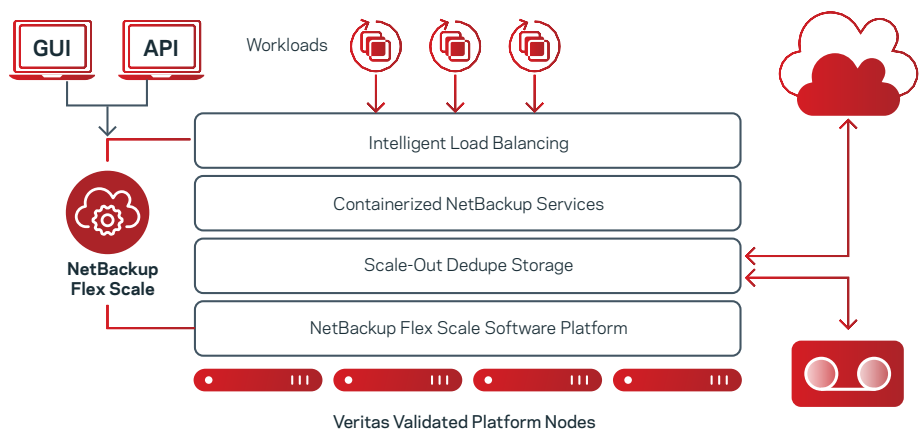 GUI
API
Workloads
Intelligent Load Balancing
Containerized NetBackup Services
Scale-Out Dedupe Storage
NetBackup
Flex Scale
NetBackup Flex Scale Software Platform
Veritas Validated Platform Nodes